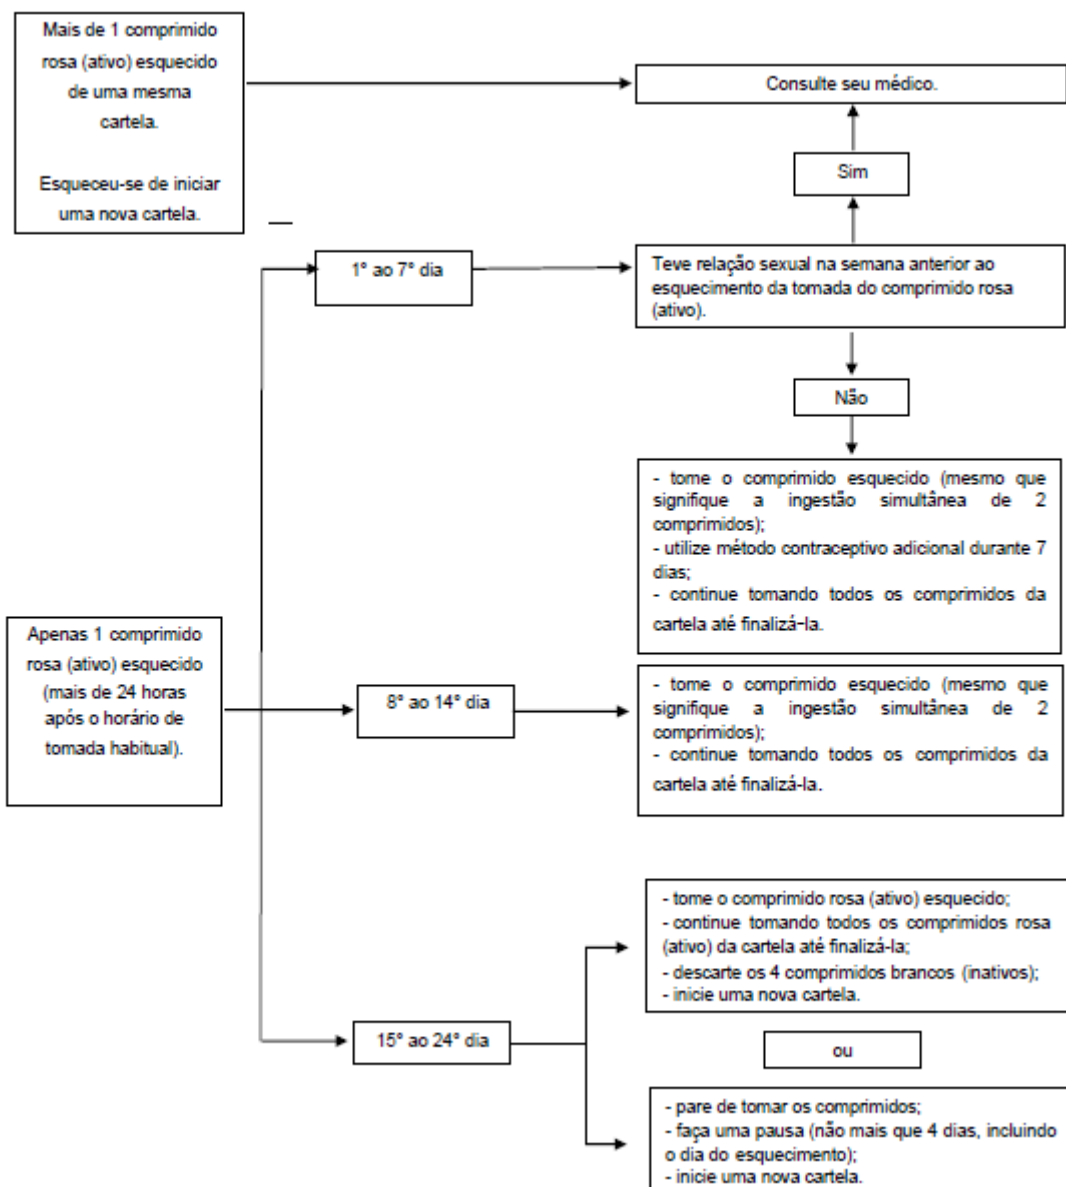 Mais de 1 comprimido
rosa (ativo) esquecido
de uma mesma
cartela.
Esqueceu-se de iniciar
uma nova cartela.
Consulte seu médico.
Sim
1° ao 7° dia
Teve relação sexual na semana anterior ao
esquecimento da tomada do comprimido rosa
(ativo).
Não
- tome o comprimido esquecido (mesmo que
signifique a ingestão simultânea de 2
comprimidos);
- utilize método contraceptivo adicional durante 7
dias;
- continue tomando todos os comprimidos da
cartela até finalizá-la.
Apenas 1 comprimido
rosa (ativo) esquecido
(mais de 24 horas
após o horário de
tomada habitual).
8° ao 14° dia
- tome o comprimido esquecido (mesmo que
signifique a ingestão simultânea de 2
comprimidos);
- continue tomando todos os comprimidos da
cartela até finalizá-la.
15° ao 24° dia
- tome o comprimido rosa (ativo) esquecido;
- continue tomando todos os comprimidos rosa
(ativo) da cartela até finalizá-la;
- descarte os 4 comprimidos brancos (inativos);
- inicie uma nova cartela.
ou
- pare de tomar os comprimidos;
- faça uma pausa (não mais que 4 dias, incluindo
o dia do esquecimento);
- inicie uma nova cartela.